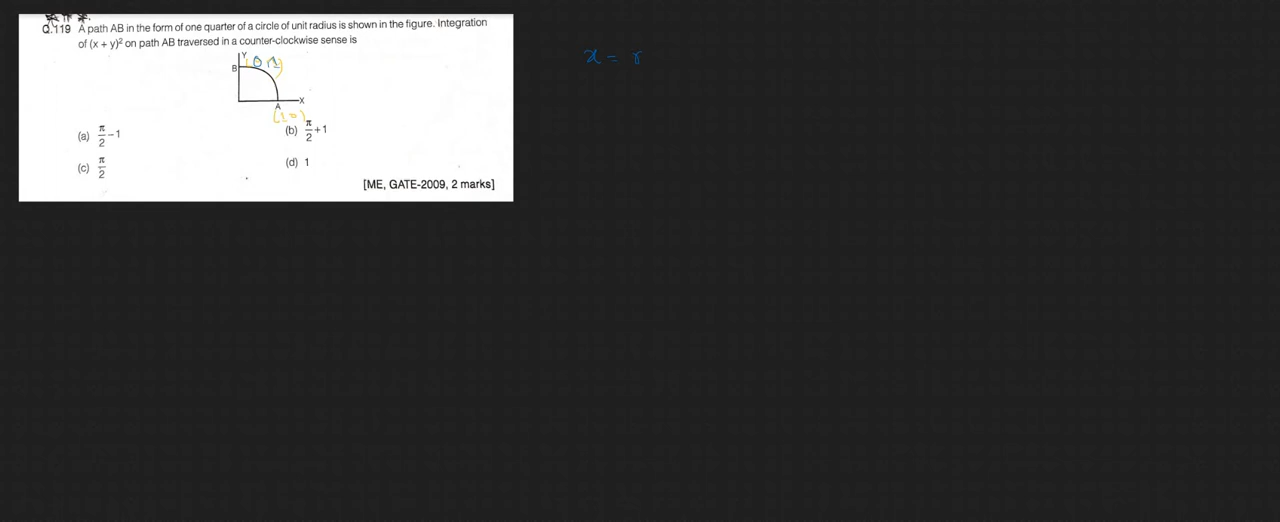 Q.119 A path AB in the form of one quarter of a circle of unit radius is shown in the figure. Integration
of (x + y)² on path AB traversed in a counter-clockwise sense is
Y
B
X
A
(1 0)
(a) π/2 − 1
(b) π/2 + 1
(c) π/2
(d) 1
[ME, GATE-2009, 2 marks]
x = r